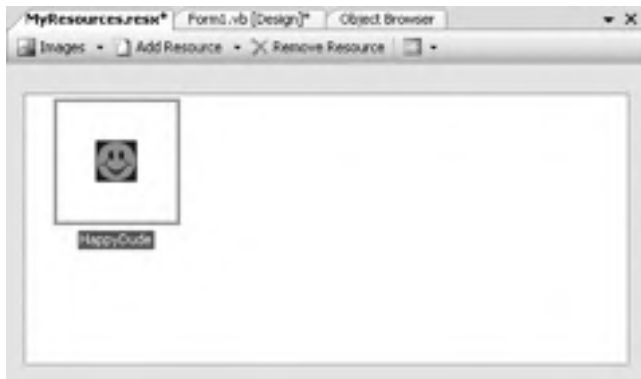 MyResources.resx* Form1.vb [Design]* Object Browser
Images Add Resource Remove Resource
HappyDude